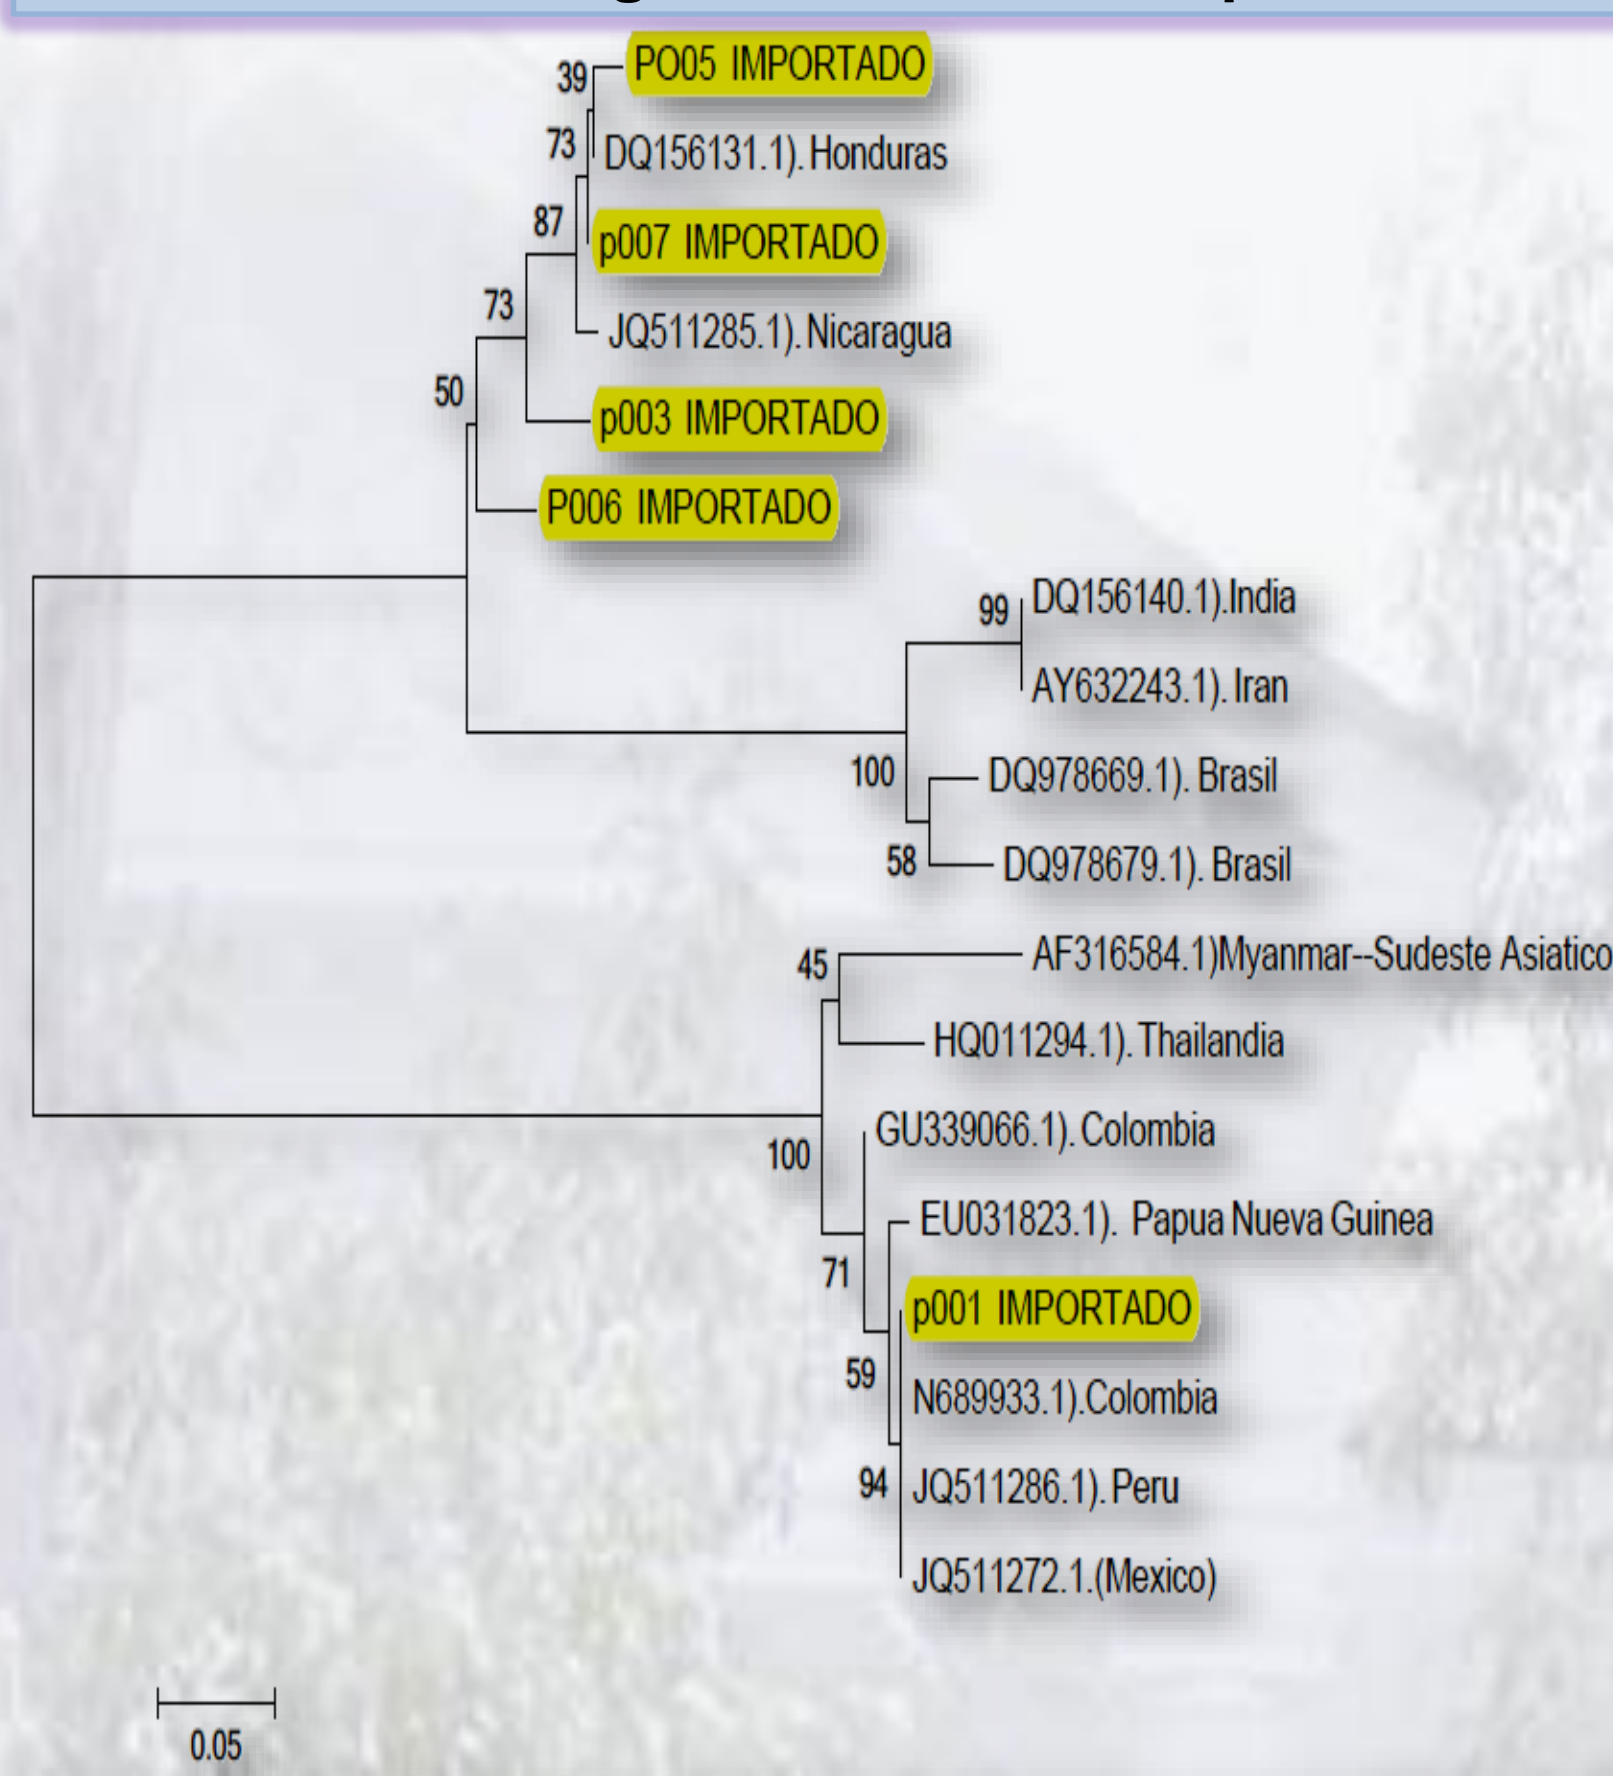 39
PO05 IMPORTADO
73
DQ156131.1). Honduras
87
p007 IMPORTADO
73
JQ511285.1). Nicaragua
50
p003 IMPORTADO
P006 IMPORTADO
99
DQ156140.1).India
AY632243.1). Iran
100
DQ978669.1). Brasil
58
DQ978679.1). Brasil
45
AF316584.1)Myanmar--Sudeste Asiatico
HQ011294.1). Thailandia
100
GU339066.1). Colombia
71
EU031823.1). Papua Nueva Guinea
p001 IMPORTADO
59
N689933.1).Colombia
94
JQ511286.1). Peru
JQ511272.1.(Mexico)
0.05